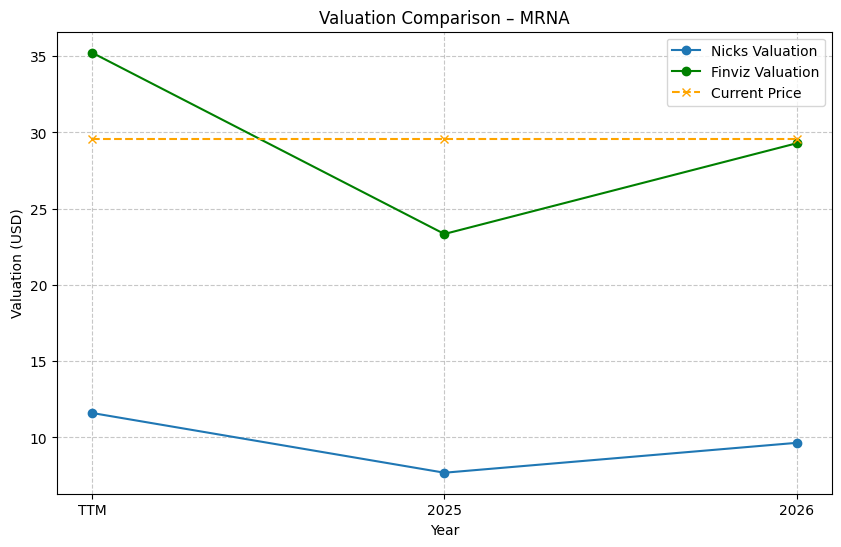 Valuation Comparison – MRNA
Nicks Valuation
Finviz Valuation
Current Price
Valuation (USD)
35
30
25
20
15
10
TTM
2025
2026
Year